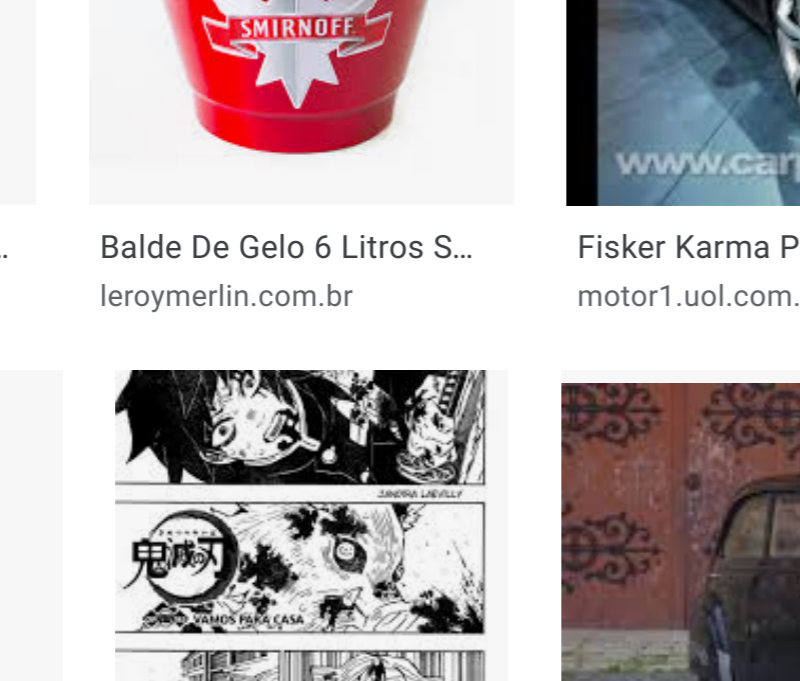 SMIRNOFF
www.carp
Balde De Gelo 6 Litros S...
leroymerlin.com.br
Fisker Karma P
motor1.uol.com.
鬼滅の刃
VAMOS PARA CASA